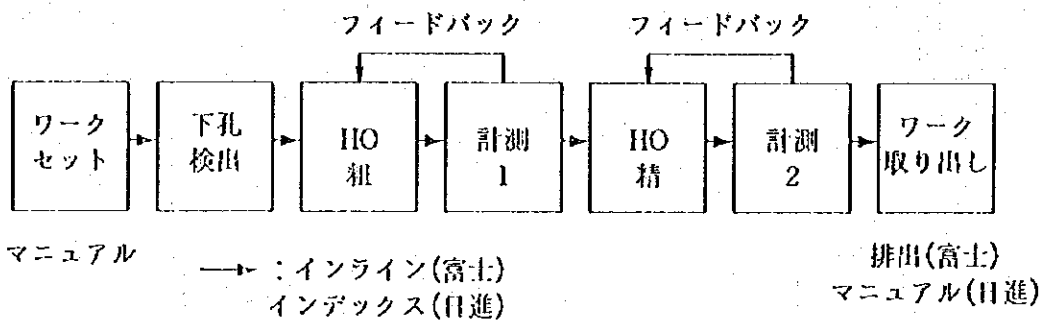 フィードバック
フィードバック
ワーク
セット
下孔
検出
HO
粗
計測
1
HO
精
計測
2
ワーク
取り出し
マニュアル
→ : インライン(富士)
インデックス(日進)
排出(富士)
マニュアル(日進)